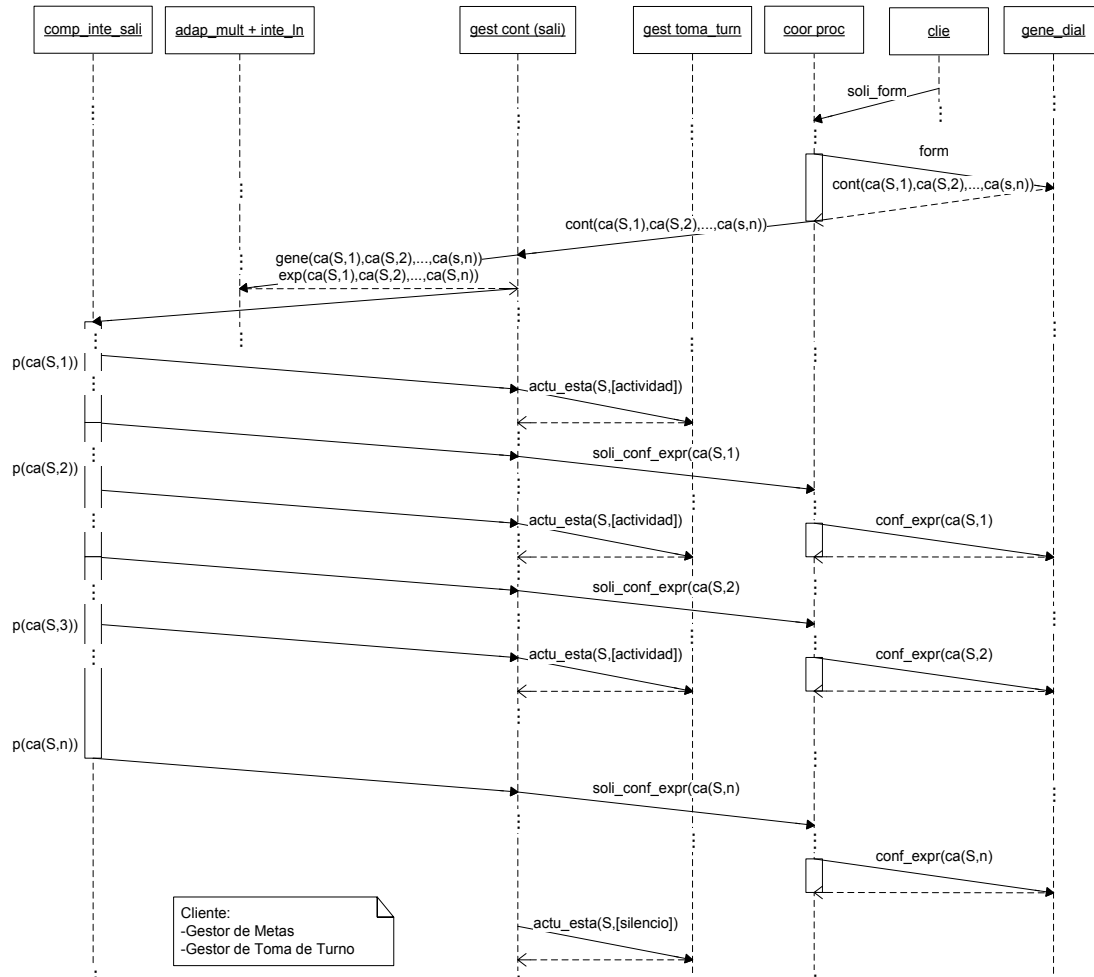 comp_inte_sali
adap_mult + inte_ln
gest cont (sali)
gest toma_turn
coor proc
clie
gene_dial
soli_form
form
cont(ca(S,1),ca(S,2),...,ca(s,n))
cont(ca(S,1),ca(S,2),...,ca(s,n))
gene(ca(S,1),ca(S,2),...,ca(s,n))
exp(ca(S,1),ca(S,2),...,ca(S,n))
p(ca(S,1))
actu_esta(S,[actividad])
soli_conf_expr(ca(S,1)
p(ca(S,2))
actu_esta(S,[actividad])
conf_expr(ca(S,1)
soli_conf_expr(ca(S,2)
p(ca(S,3))
actu_esta(S,[actividad])
conf_expr(ca(S,2)
p(ca(S,n))
soli_conf_expr(ca(S,n)
conf_expr(ca(S,n)
Cliente:
-Gestor de Metas
-Gestor de Toma de Turno
actu_esta(S,[silencio])